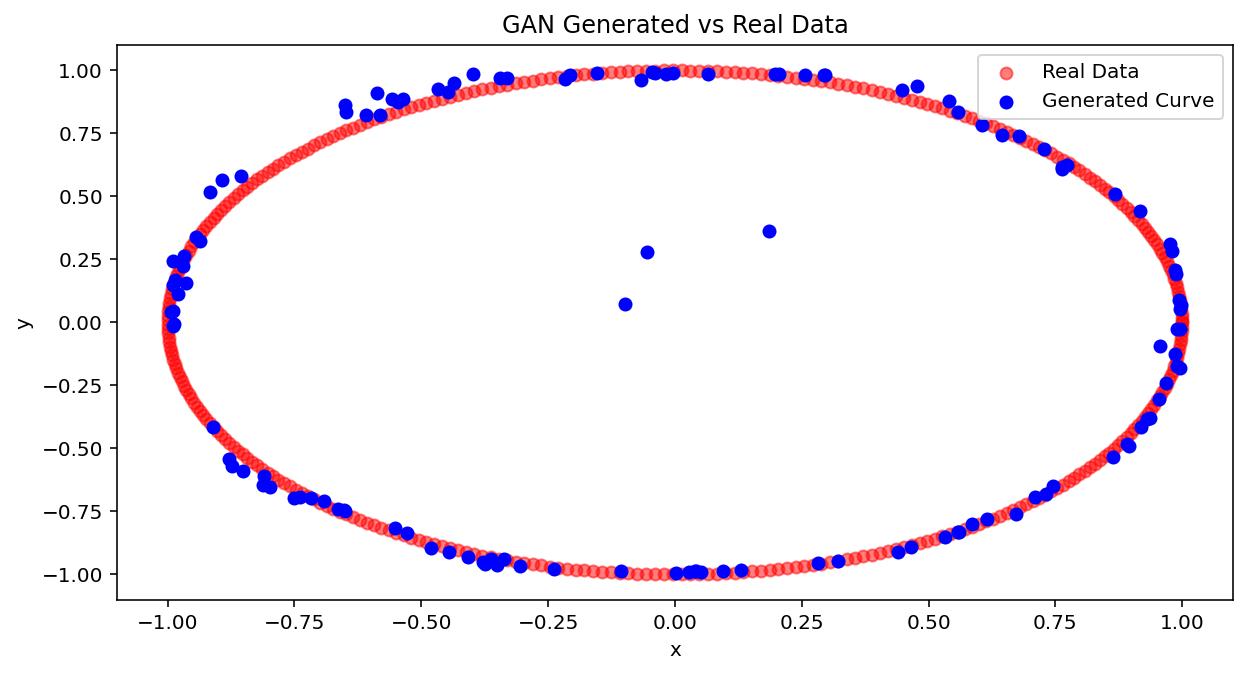 GAN Generated vs Real Data
Real Data
Generated Curve
1.00
0.75
0.50
0.25
0.00
−0.25
−0.50
−0.75
−1.00
y
−1.00 −0.75 −0.50 −0.25 0.00 0.25 0.50 0.75 1.00
x